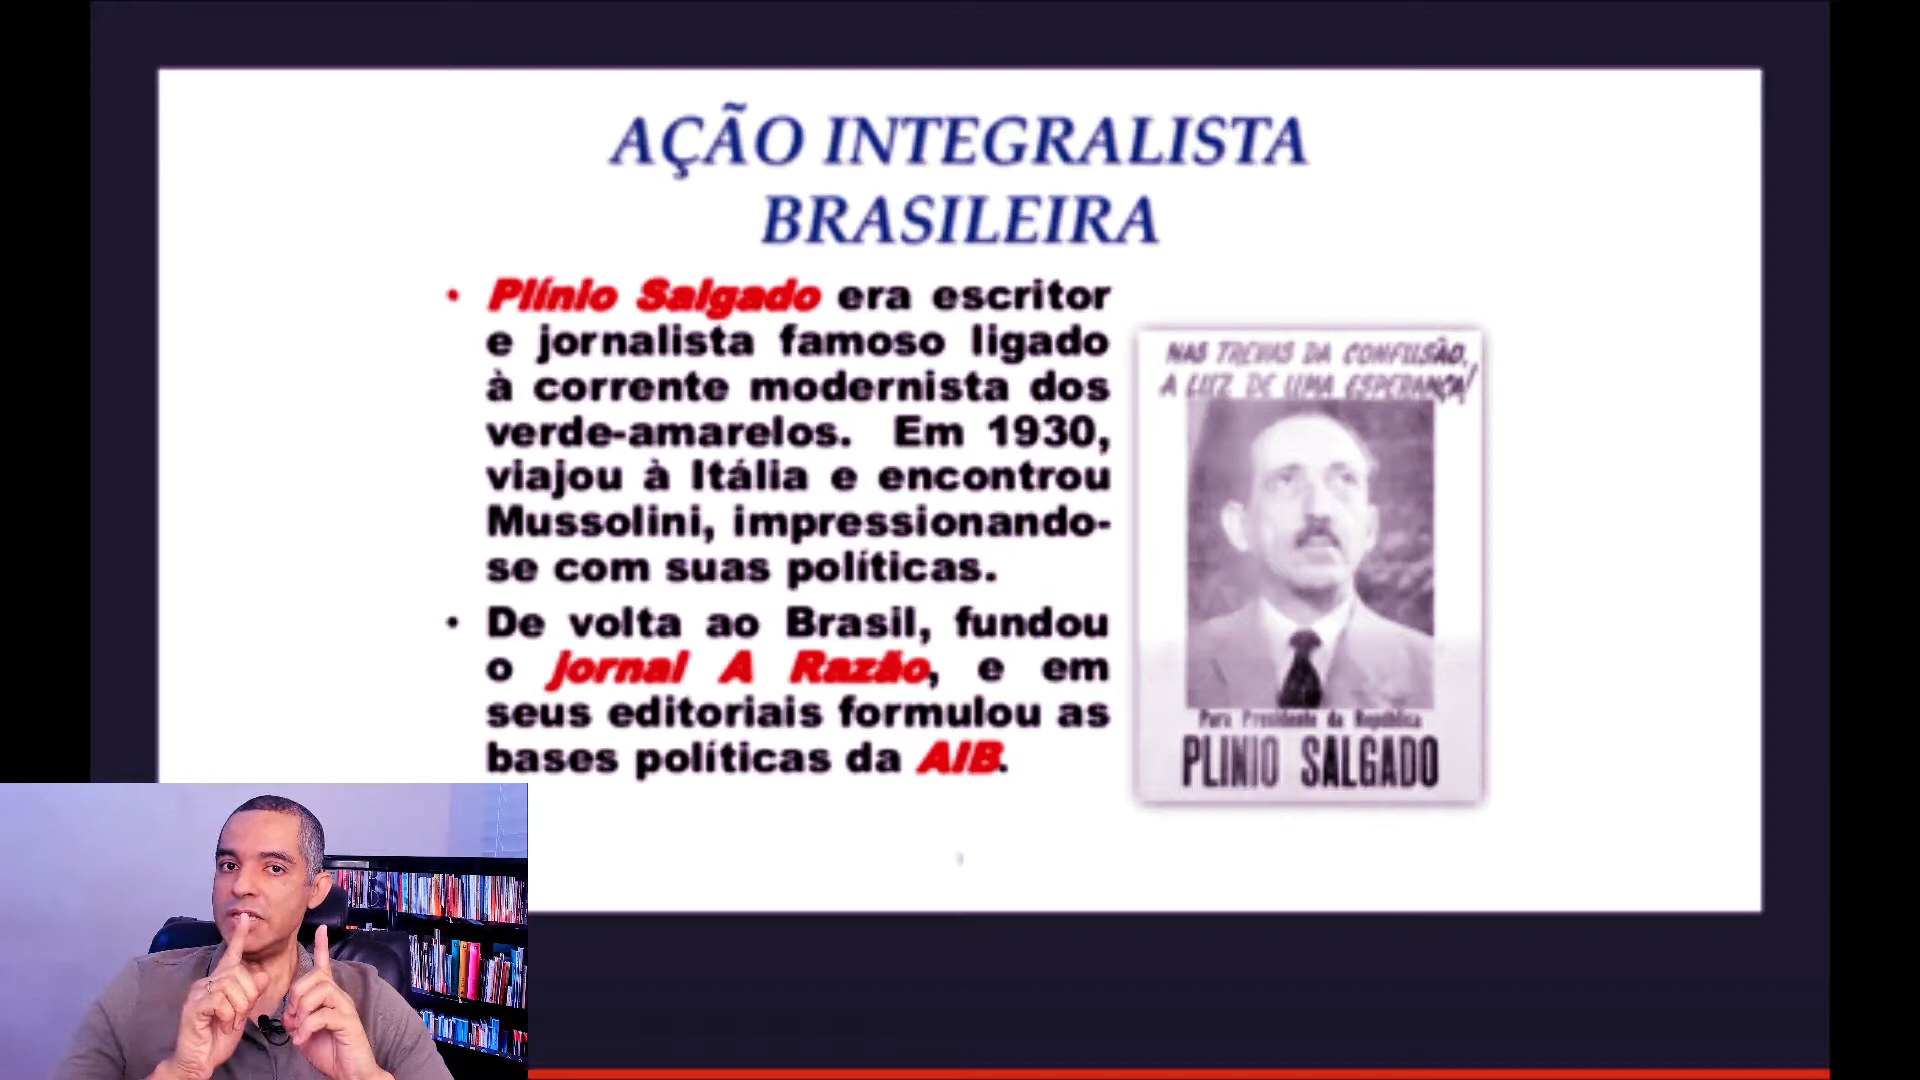 AÇÃO INTEGRALISTA
BRASILEIRA
• Plínio Salgado era escritor
e jornalista famoso ligado
à corrente modernista dos
verde-amarelos. Em 1930,
viajou à Itália e encontrou
Mussolini, impressionando-
se com suas políticas.
• De volta ao Brasil, fundou
o jornal A Razão, e em
seus editoriais formulou as
bases políticas da AIB.
NAS TREVAS DA CONFUSÃO,
A LUZ DE UMA ESPERANÇA!
Para Presidente da República
PLINIO SALGADO